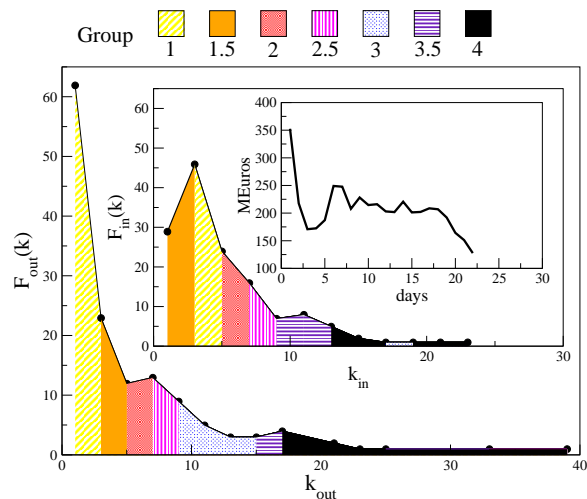 Group
1 1.5 2 2.5 3 3.5 4
F_out(k)
0 10 20 30 40 50 60
k_out
0 10 20 30 40
F_in(k)
0 10 20 30 40 50 60
k_in
0 10 20 30
MEuros
100 150 200 250 300 350 400
days
0 5 10 15 20 25 30